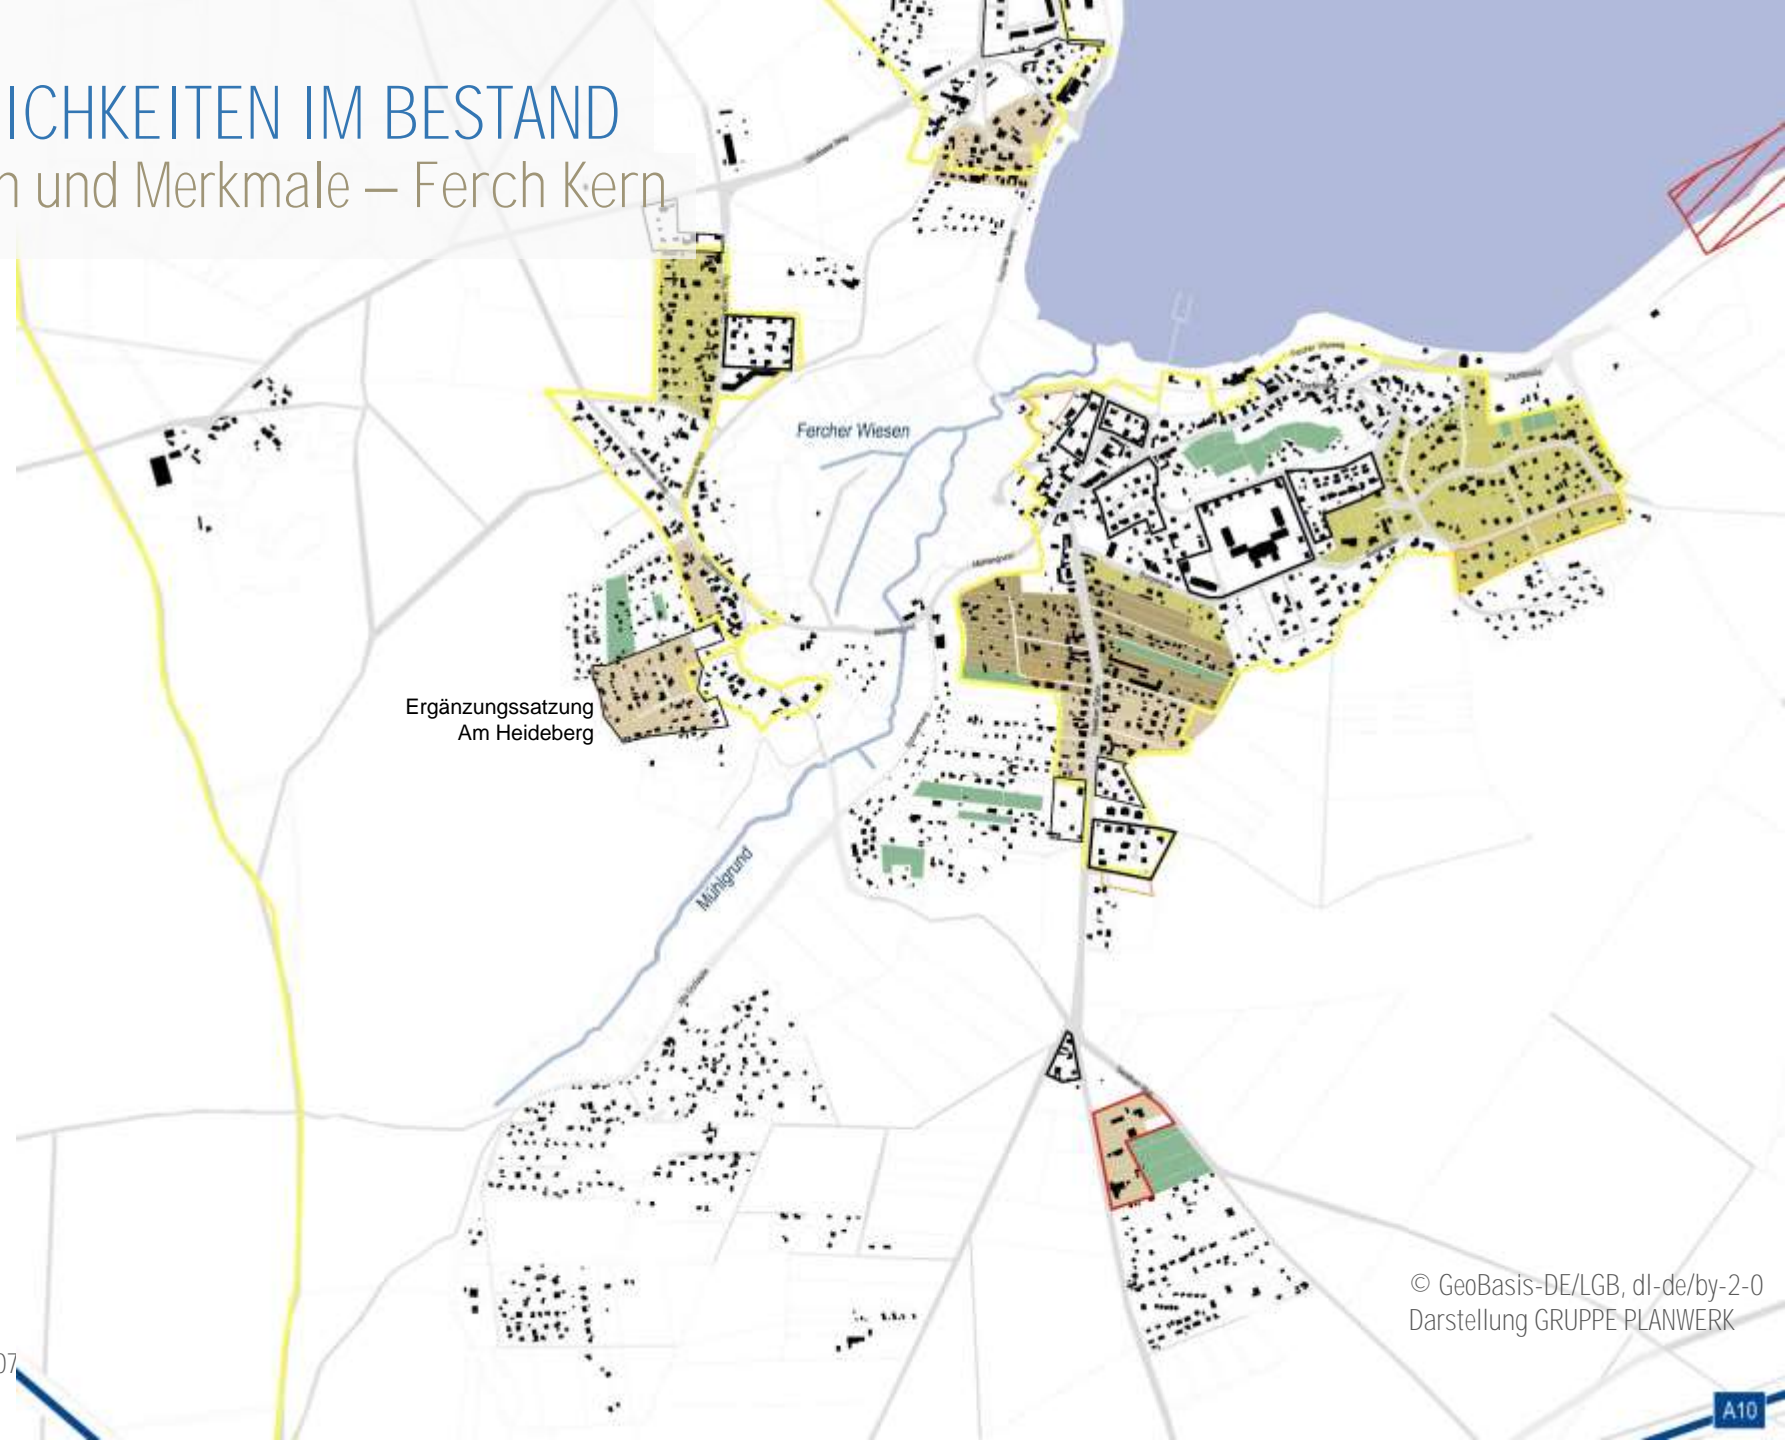 ICHKEITEN IM BESTAND
n und Merkmale – Ferch Kern
Fercher Wiesen
Ergänzungssatzung
Am Heideberg
Mühlgrund
© GeoBasis-DE/LGB, dl-de/by-2-0
Darstellung GRUPPE PLANWERK
07
A10